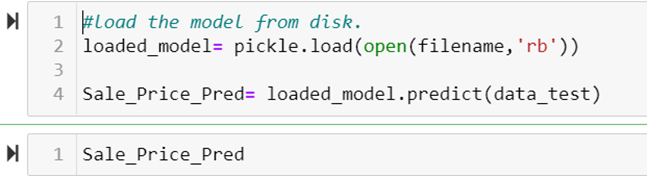 1 #load the model from disk.
2 loaded_model= pickle.load(open(filename,'rb'))
3
4 Sale_Price_Pred= loaded_model.predict(data_test)
1 Sale_Price_Pred